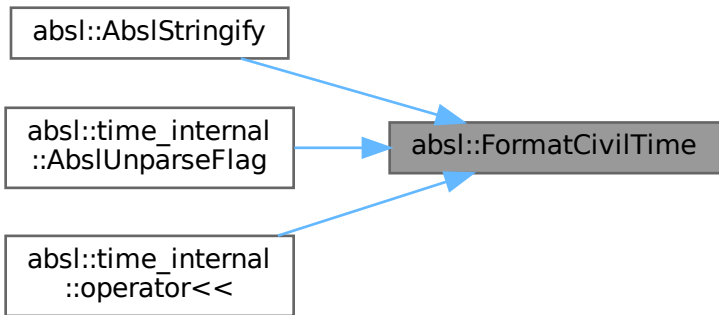 absl::AbslStringify
absl::time_internal
::AbslUnparseFlag
absl::FormatCivilTime
absl::time_internal
::operator<<